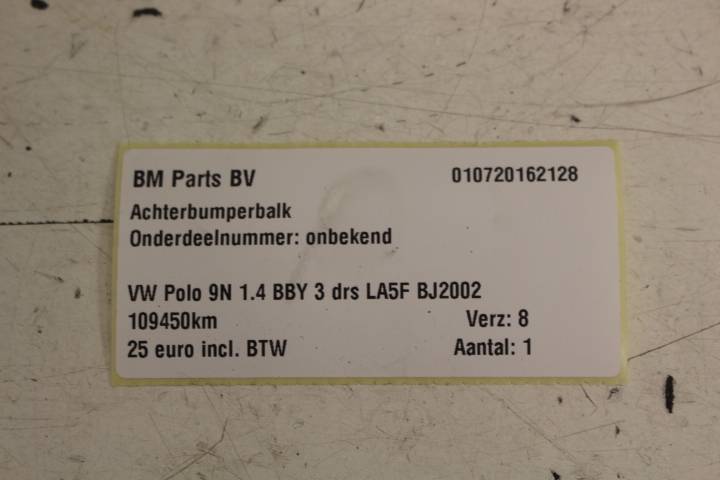 BM Parts BV 010720162128
Achterbumperbalk
Onderdeelnummer: onbekend
VW Polo 9N 1.4 BBY 3 drs LA5F BJ2002
109450km Verz: 8
25 euro incl. BTW Aantal: 1